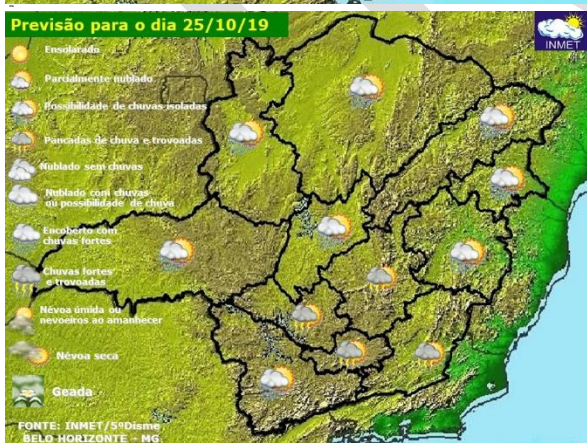 Previsão para o dia 25/10/19
INMET
Ensolarado
Parcialmente nublado
Possibilidade de chuvas isoladas
Pancadas de chuva e trovoadas
Nublado sem chuvas
Nublado com chuvas
ou possibilidade de chuva
Encoberto com
chuvas fortes
Chuvas fortes
e trovoadas
Névoa úmida ou
nevoeiros ao amanhecer
Névoa seca
Geada
FONTE: INMET/5ºDisme
BELO HORIZONTE - MG